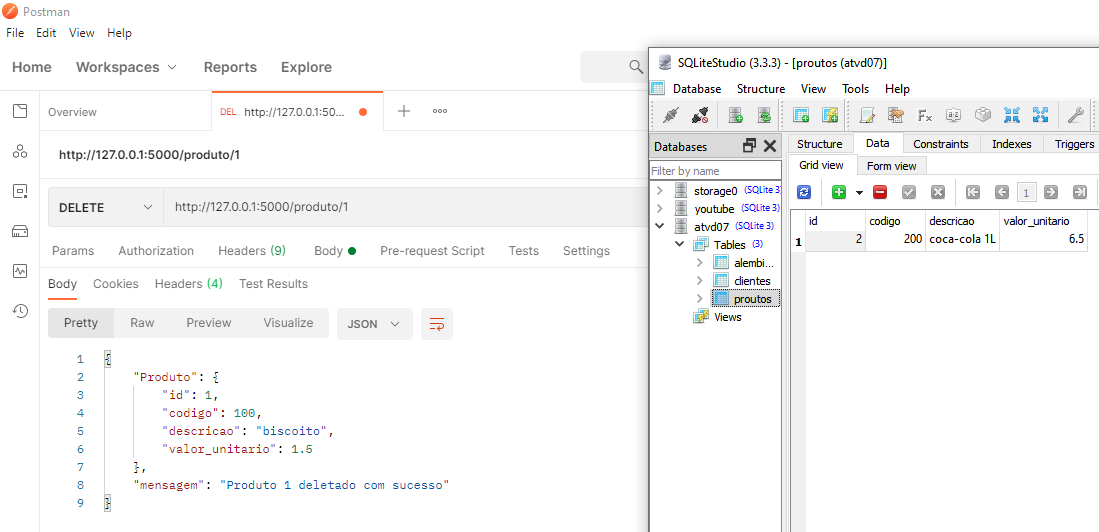 Postman
File Edit View Help
Home Workspaces Reports Explore
Overview DEL http://127.0.0.1:50... + ooo
http://127.0.0.1:5000/produto/1
DELETE http://127.0.0.1:5000/produto/1
Params Authorization Headers (9) Body Pre-request Script Tests Settings
Body Cookies Headers (4) Test Results
Pretty Raw Preview Visualize JSON
1 {
2 "Produto": {
3 "id": 1,
4 "codigo": 100,
5 "descricao": "biscoito",
6 "valor_unitario": 1.5
7 },
8 "mensagem": "Produto 1 deletado com sucesso"
9 }
SQLiteStudio (3.3.3) - [proutos (atvd07)]
Database Structure View Tools Help
Databases
Filter by name
storage0 (SQLite 3)
youtube (SQLite 3)
atvd07 (SQLite 3)
Tables (3)
alembi...
clientes
proutos
Views
Structure Data Constraints Indexes Triggers
Grid view Form view
1
id codigo descricao valor_unitario
1 2 200 coca-cola 1L 6.5